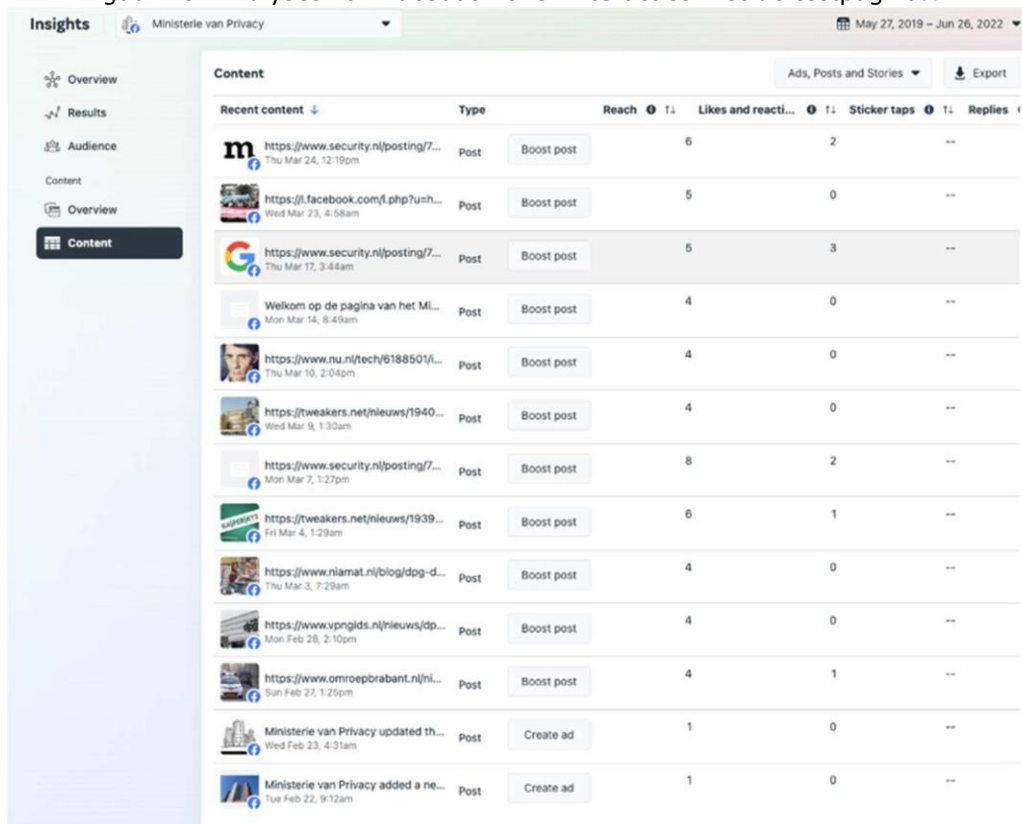 Insights Ministerie van Privacy May 27, 2019 – Jun 26, 2022
Overview
Results
Audience
Content
Overview
Content
Content Ads, Posts and Stories Export
Recent content ↓ Type Reach Likes and reacti... Sticker taps Replies
m https://www.security.nl/posting/7... Post Boost post 6 2 --
Thu Mar 24, 12:19pm
https://l.facebook.com/l.php?u=h... Post Boost post 5 0 --
Wed Mar 23, 4:58am
https://www.security.nl/posting/7... Post Boost post 5 3 --
Thu Mar 17, 3:44am
Welkom op de pagina van het Mi... Post Boost post 4 0 --
Mon Mar 14, 8:49am
https://www.nu.nl/tech/6188501/i... Post Boost post 4 0 --
Thu Mar 10, 2:04pm
https://tweakers.net/nieuws/1940... Post Boost post 4 0 --
Wed Mar 9, 1:30am
https://www.security.nl/posting/7... Post Boost post 8 2 --
Mon Mar 7, 1:27pm
KASPERSKY https://tweakers.net/nieuws/1939... Post Boost post 6 1 --
Fri Mar 4, 1:29am
https://www.niamat.nl/blog/dpg-d... Post Boost post 4 0 --
Thu Mar 3, 7:29am
https://www.vpngids.nl/nieuws/dp... Post Boost post 4 0 --
Mon Feb 28, 2:10pm
https://www.omroepbrabant.nl/ni... Post Boost post 4 1 --
Sun Feb 27, 1:25pm
Ministerie van Privacy updated th... Post Create ad 1 0 --
Wed Feb 23, 4:31am
Ministerie van Privacy added a ne... Post Create ad 1 0 --
Tue Feb 22, 9:12am